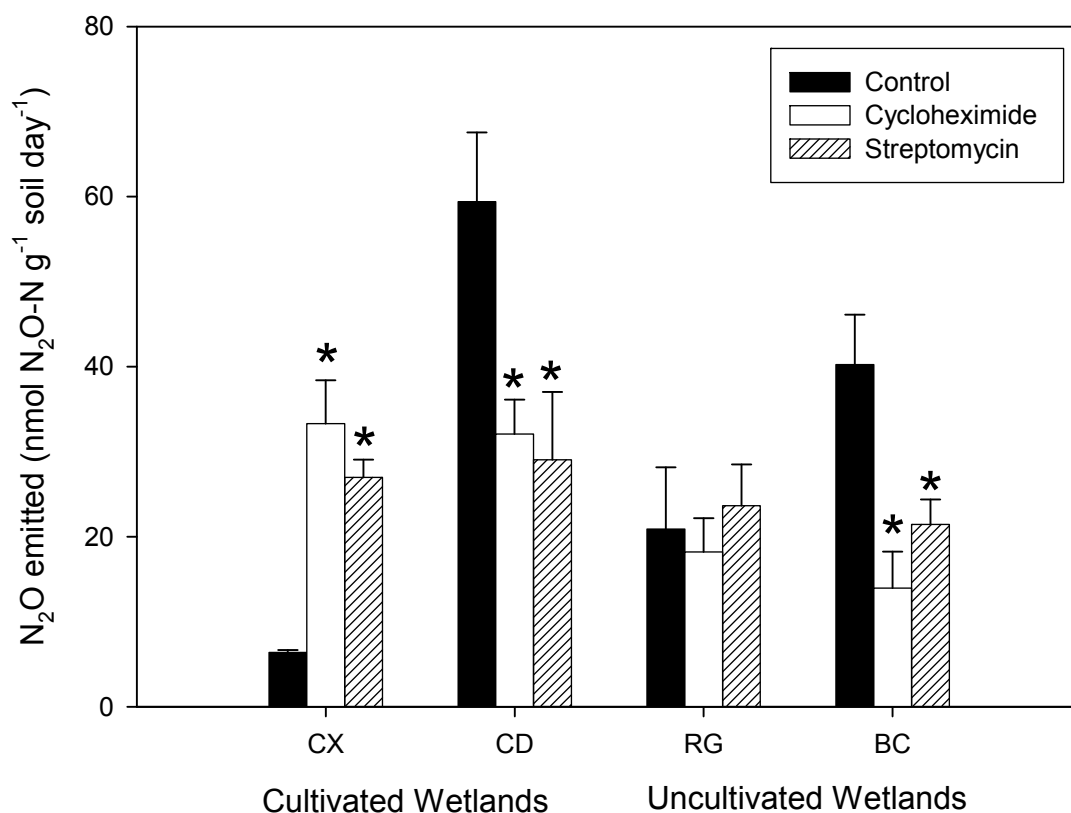 N₂O emitted (nmol N₂O-N g⁻¹ soil day⁻¹)
80
60
40
20
0
Control
Cycloheximide
Streptomycin
*
*
*
*
*
*
CX CD RG BC
Cultivated Wetlands Uncultivated Wetlands